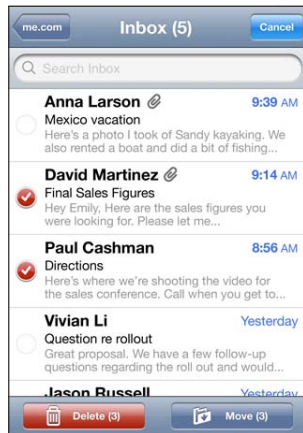 me.com
Inbox (5)
Cancel
Search Inbox
Anna Larson 9:39 AM
Mexico vacation
Here's a photo I took of Sandy kayaking. We
also rented a boat and did a bit of fishing...
David Martinez 9:14 AM
Final Sales Figures
Hey Emily, Here are the sales figures you
were looking for. Please let me...
Paul Cashman 8:56 AM
Directions
Here's where we're shooting the video for
the sales conference. Call when you get to...
Vivian Li Yesterday
Question re rollout
Great proposal. We have a few follow-up
questions regarding the roll out and would...
Jason Russell Yesterday
Delete (3)
Move (3)